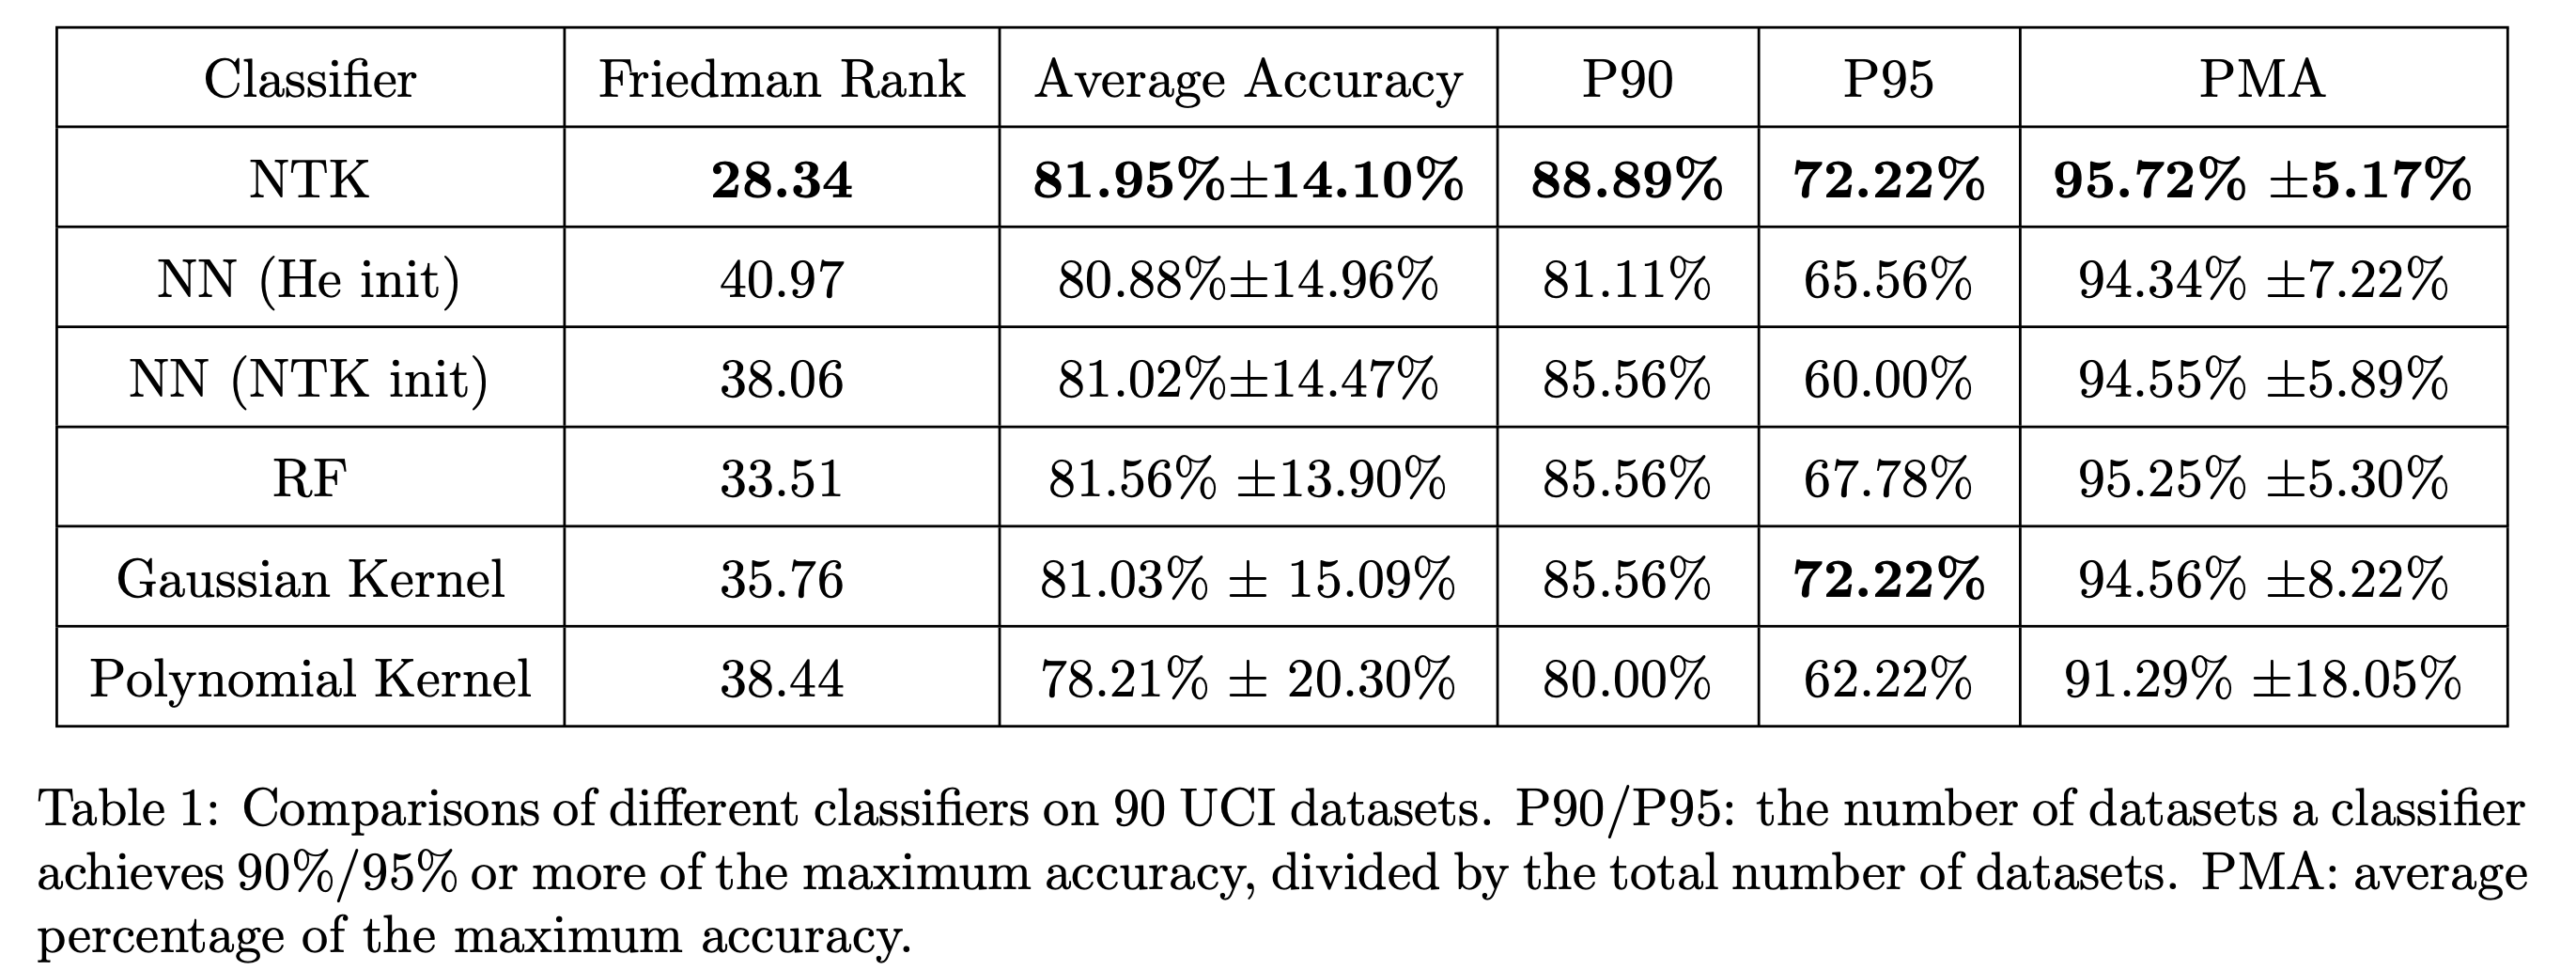 Classifier Friedman Rank Average Accuracy P90 P95 PMA
NTK 28.34 81.95%±14.10% 88.89% 72.22% 95.72% ±5.17%
NN (He init) 40.97 80.88%±14.96% 81.11% 65.56% 94.34% ±7.22%
NN (NTK init) 38.06 81.02%±14.47% 85.56% 60.00% 94.55% ±5.89%
RF 33.51 81.56% ±13.90% 85.56% 67.78% 95.25% ±5.30%
Gaussian Kernel 35.76 81.03% ± 15.09% 85.56% 72.22% 94.56% ±8.22%
Polynomial Kernel 38.44 78.21% ± 20.30% 80.00% 62.22% 91.29% ±18.05%
Table 1: Comparisons of different classifiers on 90 UCI datasets. P90/P95: the number of datasets a classifier
achieves 90%/95% or more of the maximum accuracy, divided by the total number of datasets. PMA: average
percentage of the maximum accuracy.